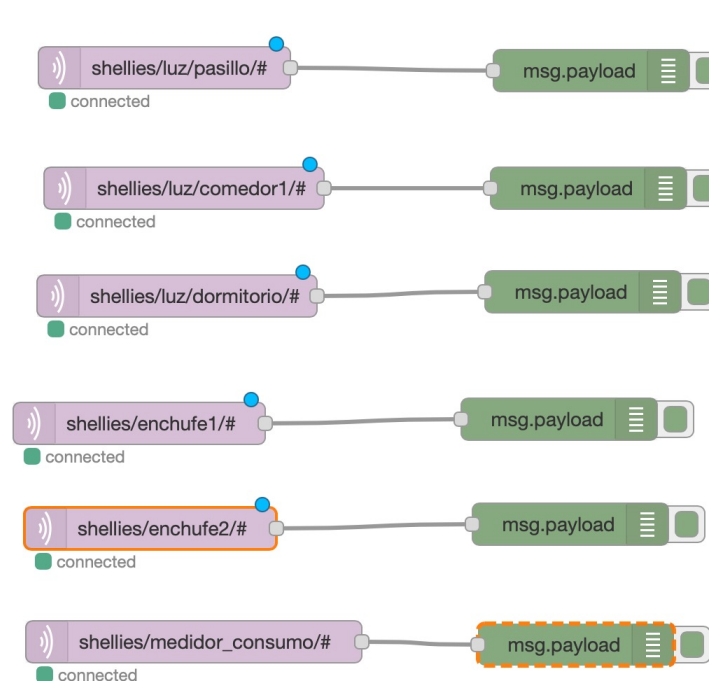 shellies/luz/pasillo/# msg.payload
connected
shellies/luz/comedor1/# msg.payload
connected
shellies/luz/dormitorio/# msg.payload
connected
shellies/enchufe1/# msg.payload
connected
shellies/enchufe2/# msg.payload
connected
shellies/medidor_consumo/# msg.payload
connected